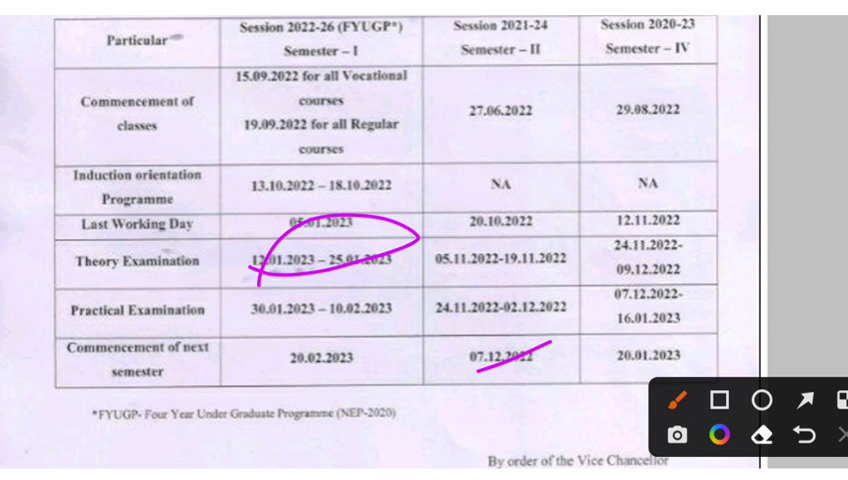 Particular
Session 2022-26 (FYUGP*)
Semester – I
Session 2021-24
Semester – II
Session 2020-23
Semester – IV
Commencement of
classes
15.09.2022 for all Vocational
courses
19.09.2022 for all Regular
courses
27.06.2022
29.08.2022
Induction orientation
Programme
13.10.2022 – 18.10.2022
NA
NA
Last Working Day
05.01.2023
20.10.2022
12.11.2022
Theory Examination
12.01.2023 – 25.01.2023
05.11.2022-19.11.2022
24.11.2022-
09.12.2022
Practical Examination
30.01.2023 – 10.02.2023
24.11.2022-02.12.2022
07.12.2022-
16.01.2023
Commencement of next
semester
20.02.2023
07.12.2022
20.01.2023
*FYUGP- Four Year Under Graduate Programme (NEP-2020)
By order of the Vice Chancellor